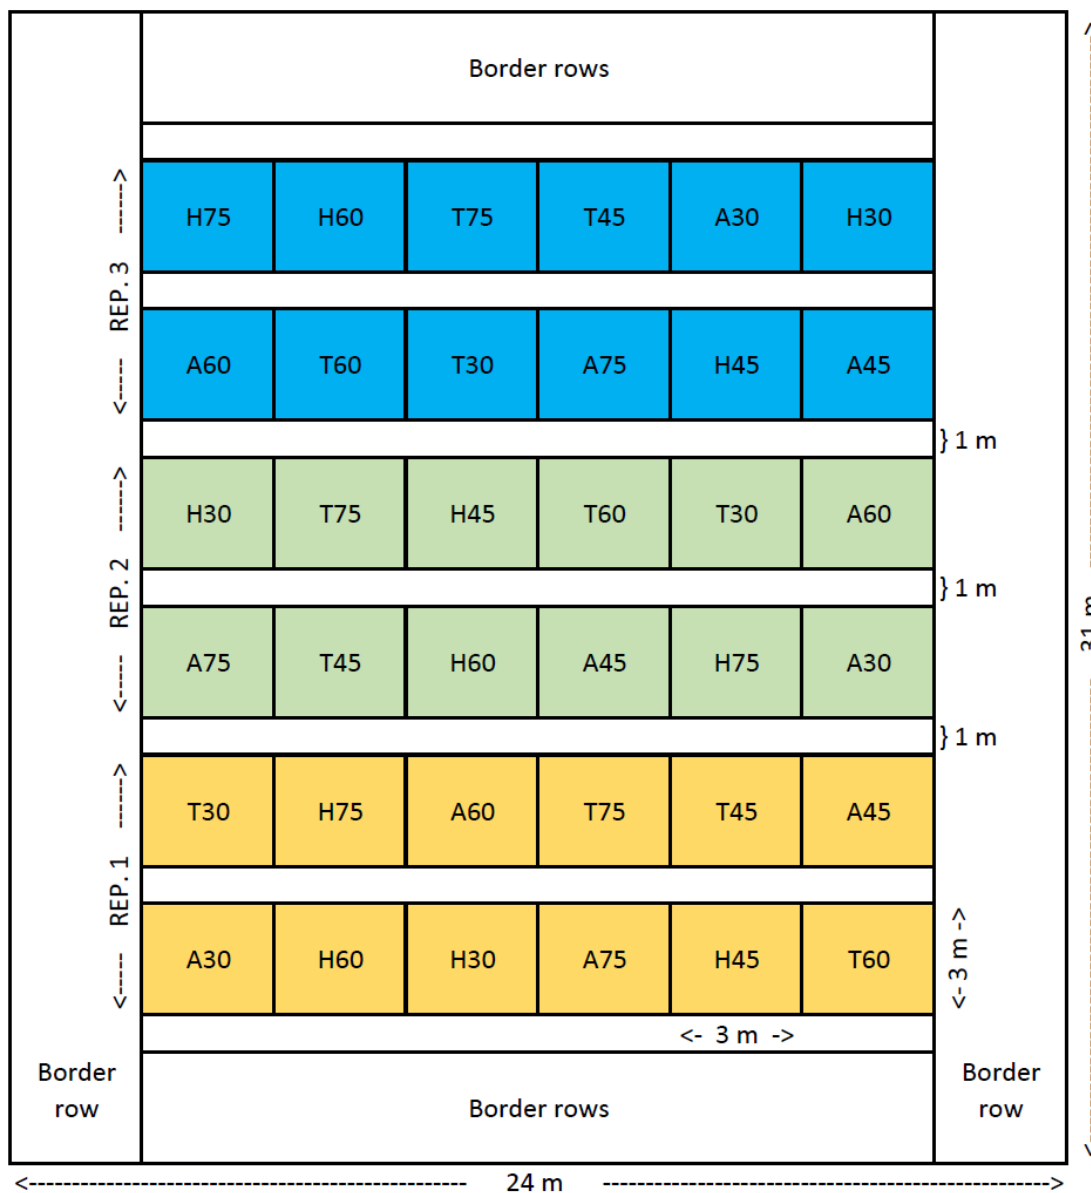 Border rows
H75 H60 T75 T45 A30 H30
<----- REP. 3 ------>
A60 T60 T30 A75 H45 A45
} 1 m
H30 T75 H45 T60 T30 A60
<----- REP. 2 ------>
} 1 m
A75 T45 H60 A45 H75 A30
} 1 m
T30 H75 A60 T75 T45 A45
<----- REP. 1 ------>
A30 H60 H30 A75 H45 T60
<- 3 m ->
<- 3 m ->
Border
row
Border rows
Border
row
24 m
31 m